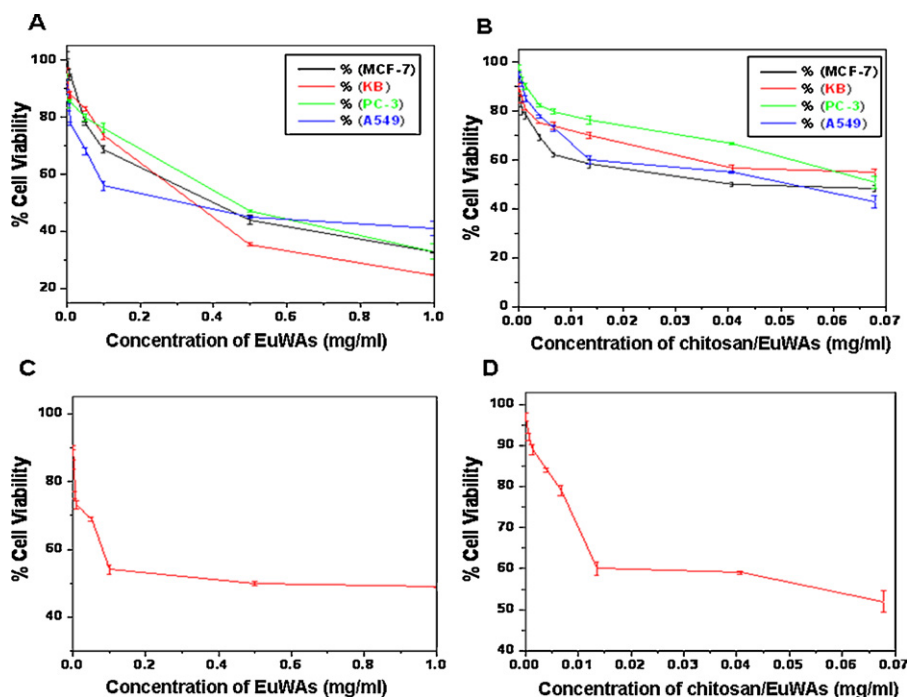 A
% Cell Viability
100
80
60
40
20
% (MCF-7)
% (KB)
% (PC-3)
% (A549)
0.0 0.2 0.4 0.6 0.8 1.0
Concentration of EuWAs (mg/ml)
B
% Cell Viability
100
80
60
40
20
0
% (MCF-7)
% (KB)
% (PC-3)
% (A549)
0.00 0.01 0.02 0.03 0.04 0.05 0.06 0.07
Concentration of chitosan/EuWAs (mg/ml)
C
% Cell Viability
100
80
60
40
0.0 0.2 0.4 0.6 0.8 1.0
Concentration of EuWAs (mg/ml)
D
% Cell Viability
100
90
80
70
60
50
40
0.00 0.01 0.02 0.03 0.04 0.05 0.06 0.07
Concentration of chitosan/EuWAs (mg/ml)